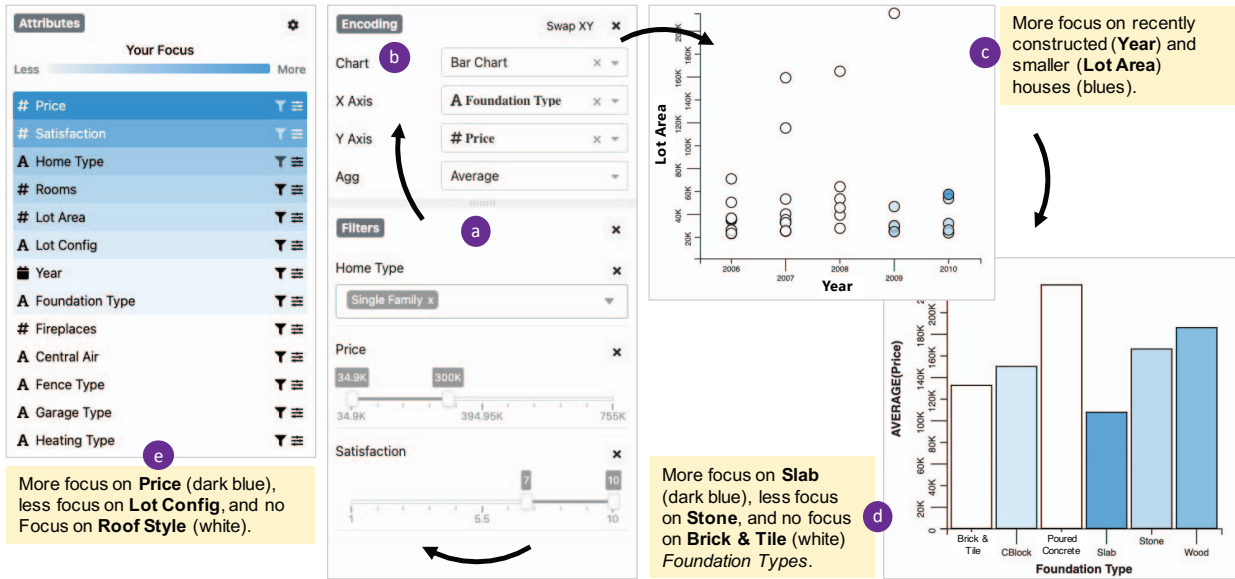 Attributes
Your Focus
Less More
# Price
# Satisfaction
A Home Type
# Rooms
# Lot Area
A Lot Config
Year
A Foundation Type
# Fireplaces
A Central Air
A Fence Type
A Garage Type
A Heating Type
e
More focus on Price (dark blue),
less focus on Lot Config, and no
Focus on Roof Style (white).
Encoding
Swap XY ×
b
Chart Bar Chart × 
X Axis A Foundation Type ×
Y Axis # Price ×
Agg Average
a
Filters ×
Home Type ×
Single Family x
Price ×
34.9K 300K
34.9K 394.95K 755K
Satisfaction ×
7 10
1 5.5 10
Lot Area
180K
160K
140K
120K
100K
80K
60K
40K
20K
2006 2007 2008 2009 2010
Year
c
More focus on recently
constructed (Year) and
smaller (Lot Area)
houses (blues).
More focus on Slab
(dark blue), less focus
on Stone, and no focus
on Brick & Tile (white)
Foundation Types.
d
AVERAGE(Price)
200K
180K
160K
140K
120K
100K
80K
60K
40K
20K
0
Brick &
Tile
CBlock
Poured
Concrete
Slab
Stone
Wood
Foundation Type